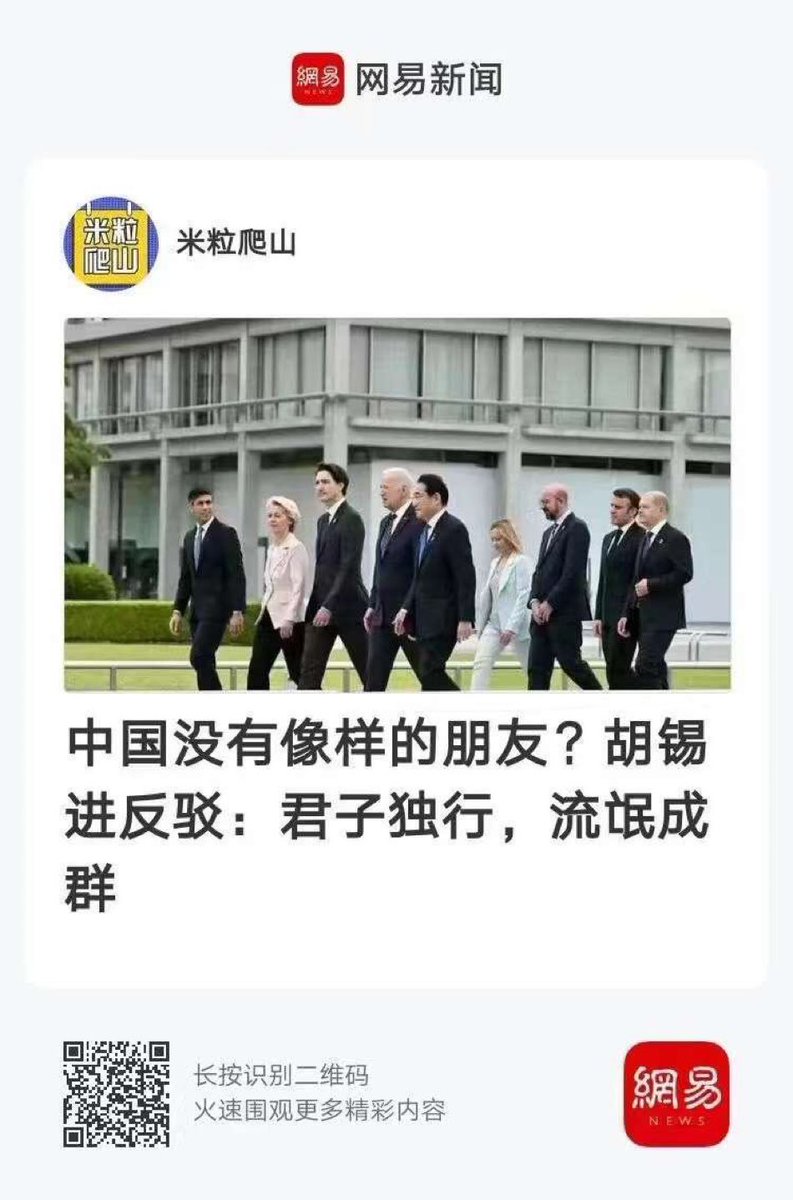 網易
NEWS
网易新闻
米粒
爬山
米粒爬山
中国没有像样的朋友？胡锡
进反驳：君子独行，流氓成
群
长按识别二维码
火速围观更多精彩内容
網易
NEWS